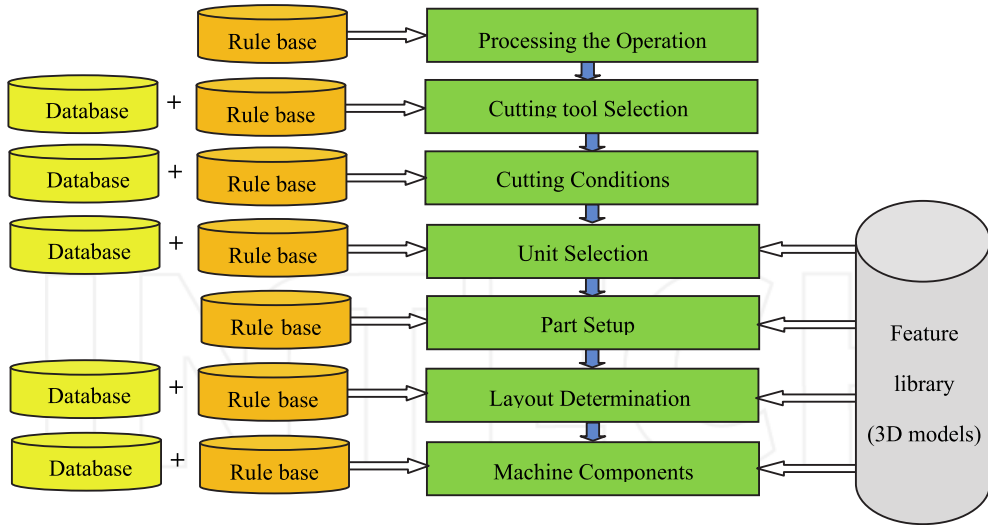 Rule base
Processing the Operation
Database + Rule base
Cutting tool Selection
Database + Rule base
Cutting Conditions
Database + Rule base
Unit Selection
Rule base
Part Setup
Database + Rule base
Layout Determination
Database + Rule base
Machine Components
Feature
library
(3D models)
INTECH